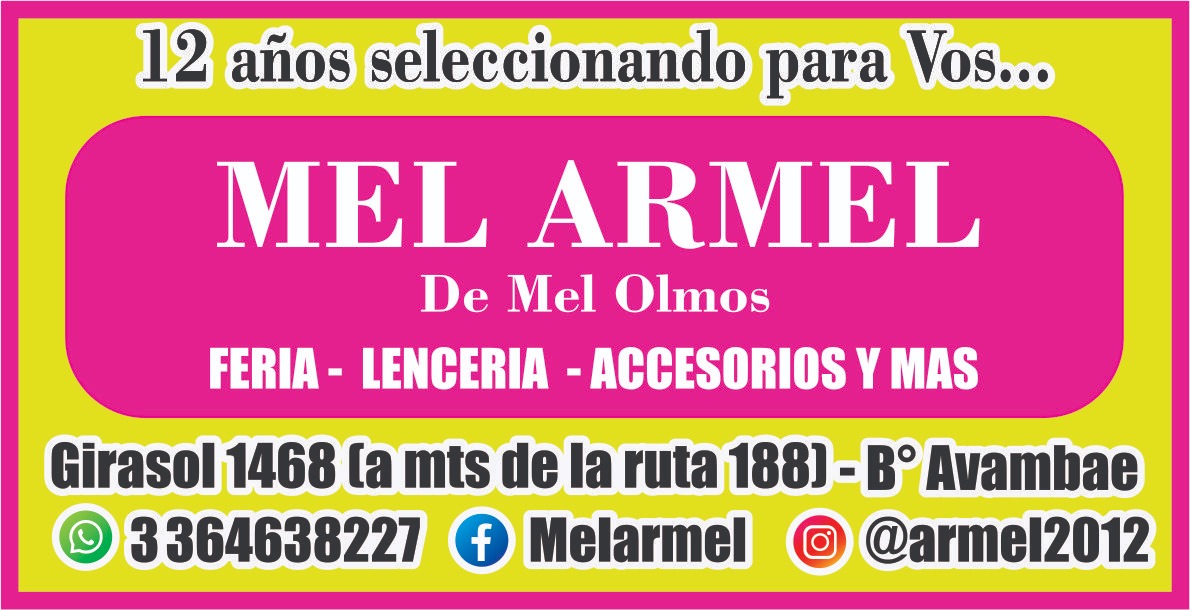 12 años seleccionando para Vos...
MEL ARMEL
De Mel Olmos
FERIA - LENCERIA - ACCESORIOS Y MAS
Girasol 1468 (a mts de la ruta 188) - B° Avambae
3 364638227 Melarmel @armel2012